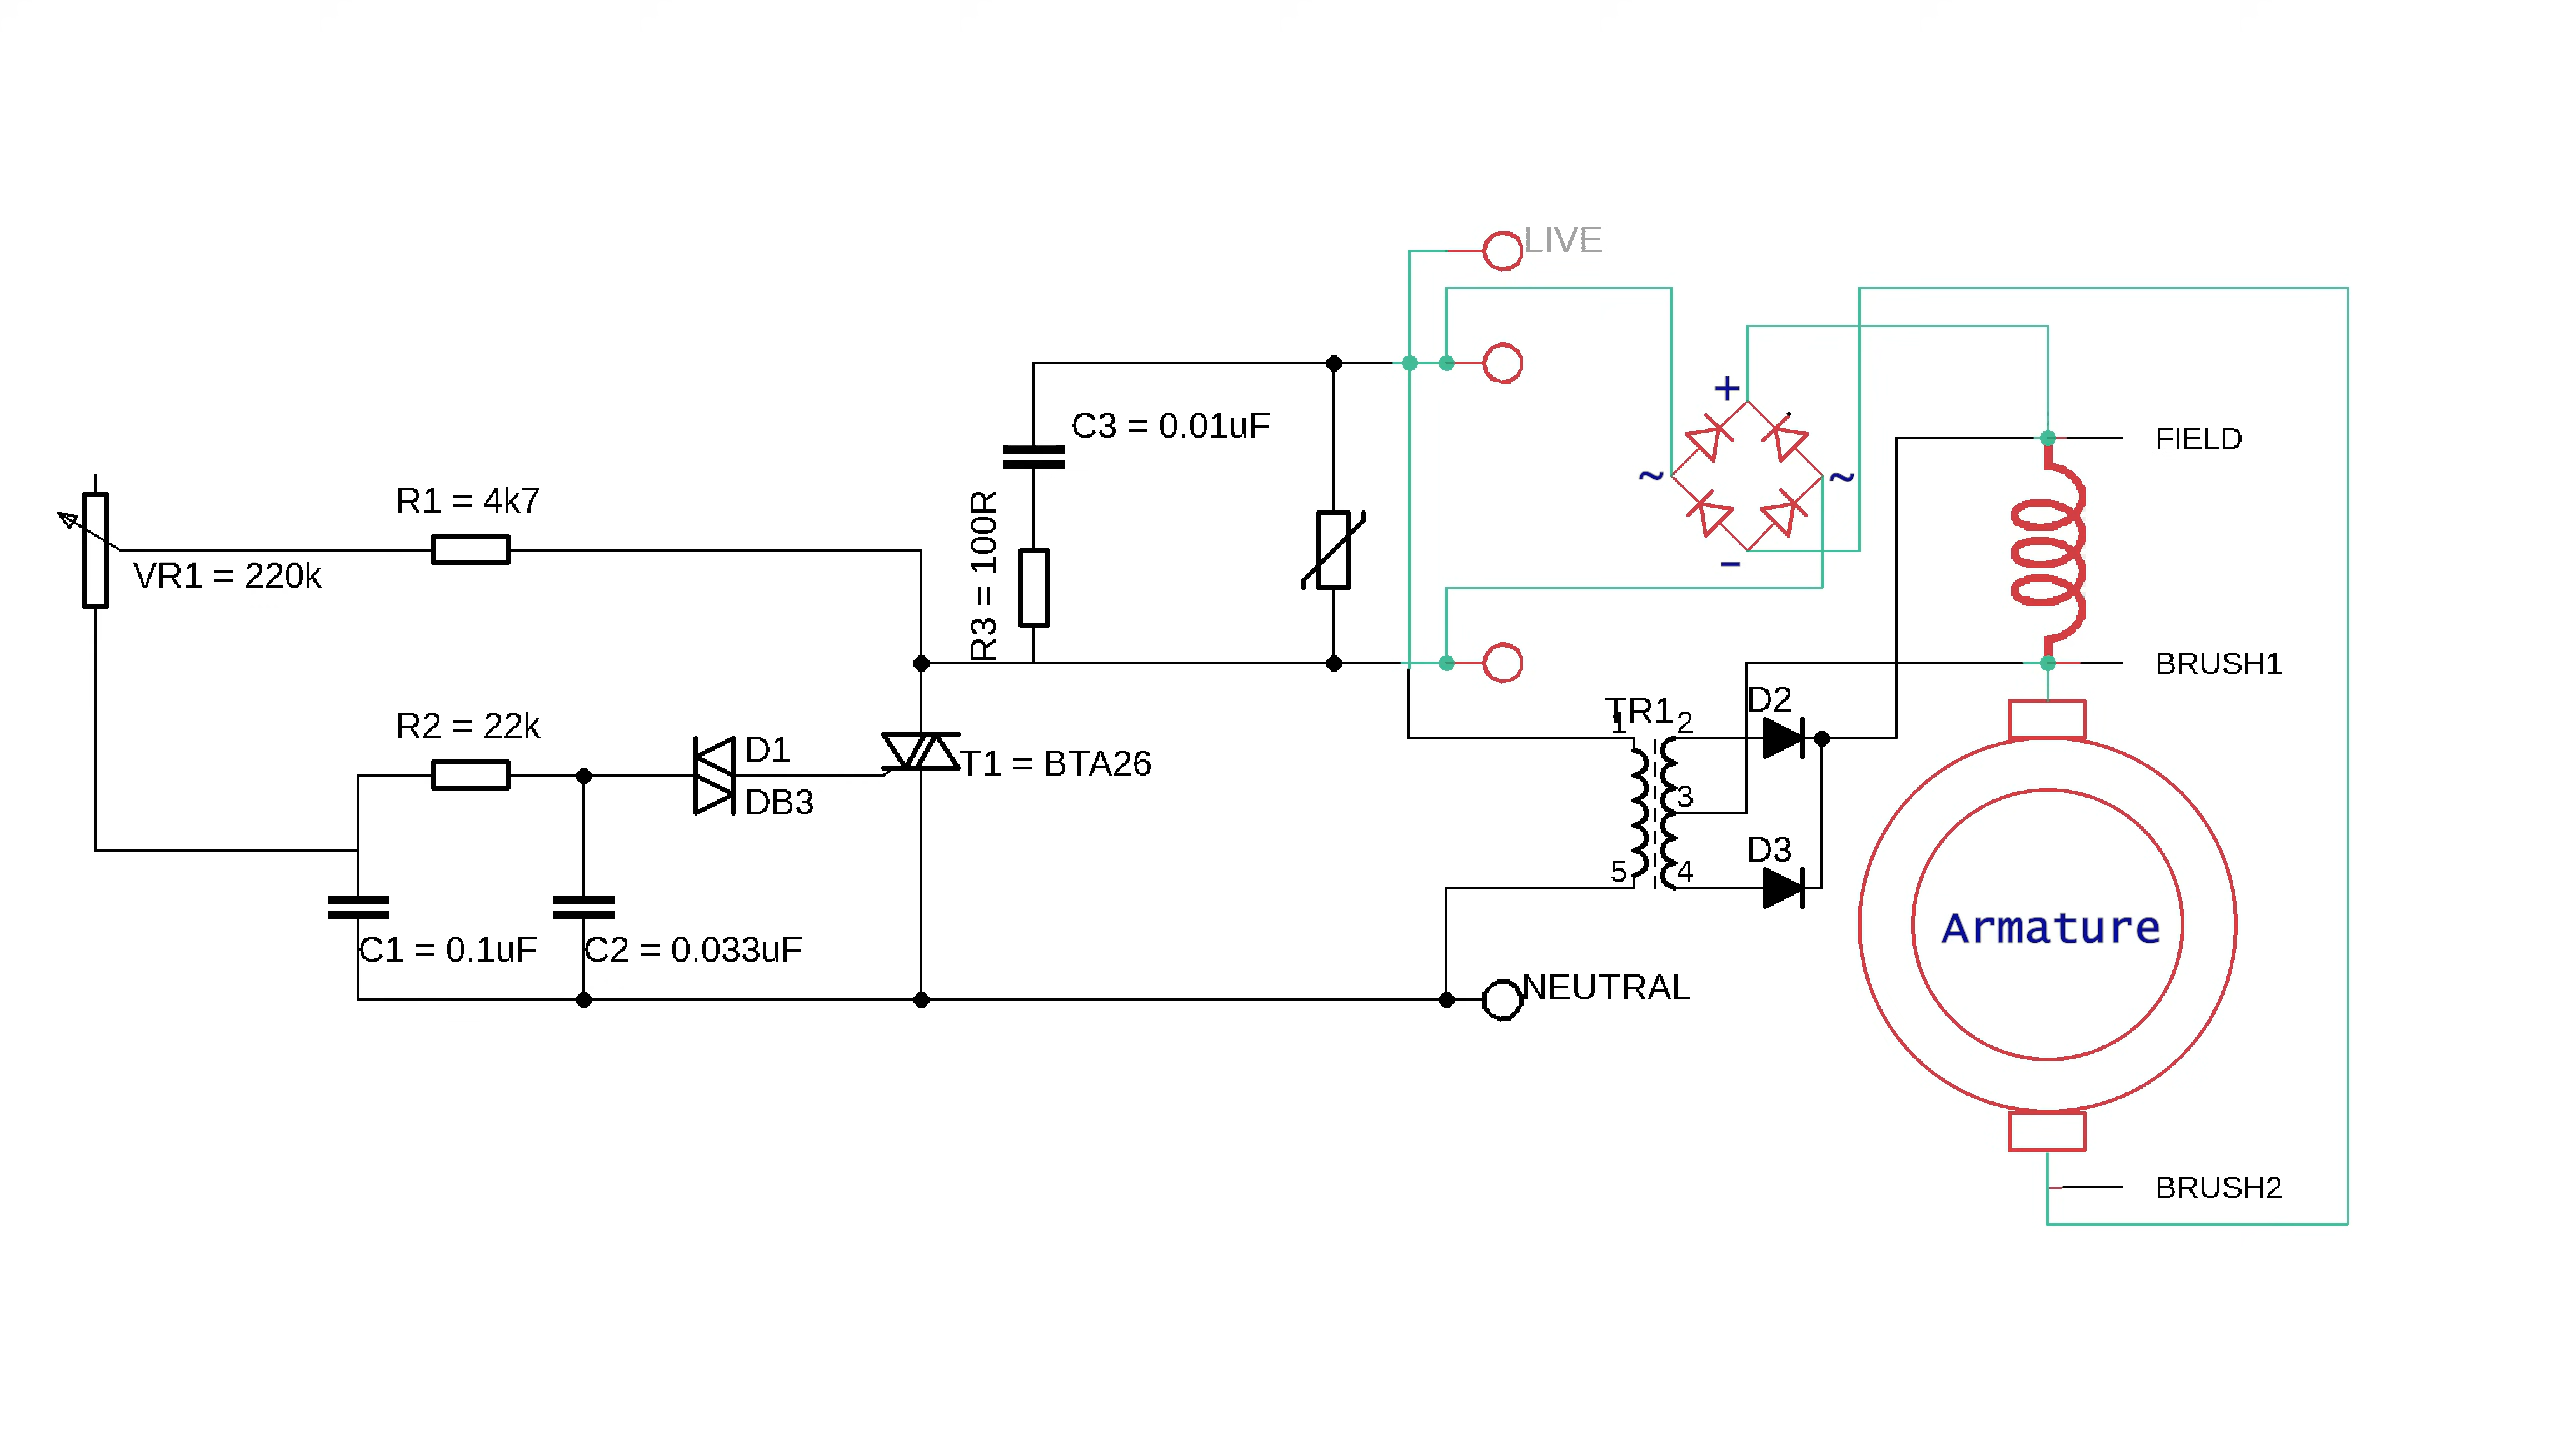 LIVE
+
C3 = 0.01uF
FIELD
~
~
R1 = 4k7
VR1 = 220k
R3 = 100R
−
BRUSH1
R2 = 22k
D1
DB3
T1 = BTA26
TR1
1
2
D2
3
5
4
D3
C1 = 0.1uF
C2 = 0.033uF
Armature
NEUTRAL
BRUSH2